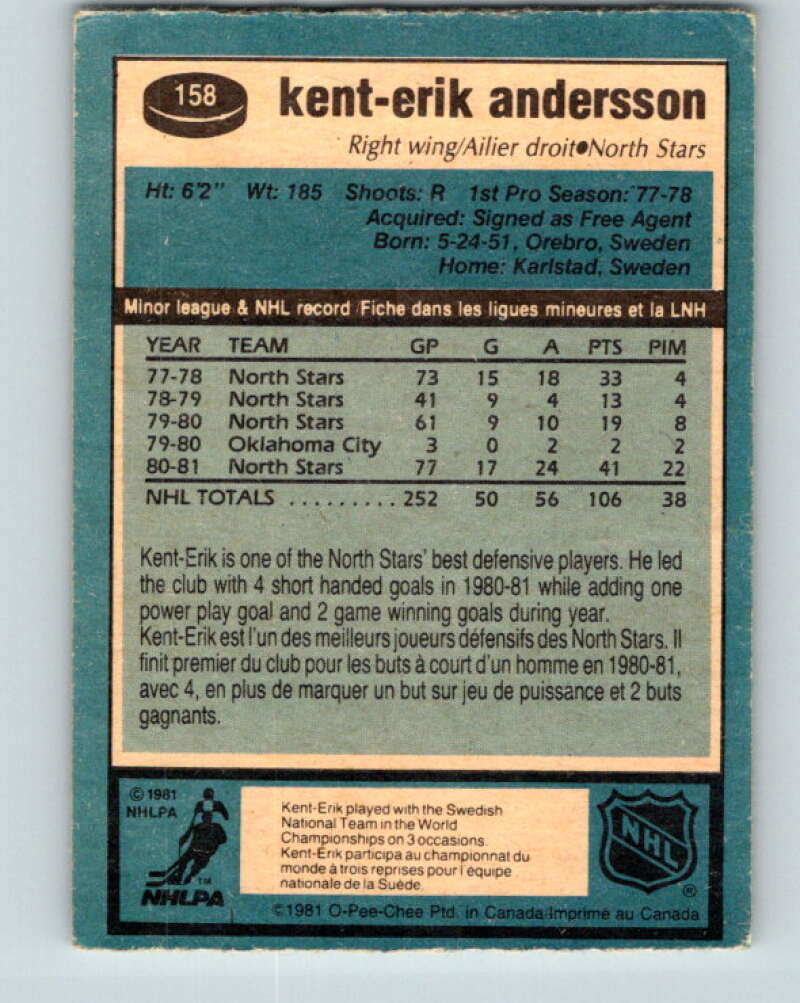 158
kent-erik andersson
Right wing/Ailier droit●North Stars
Ht: 6'2" Wt: 185 Shoots: R 1st Pro Season: '77-78
Acquired: Signed as Free Agent
Born: 5-24-51, Orebro, Sweden
Home: Karlstad, Sweden
Minor league & NHL record/Fiche dans les ligues mineures et la LNH
YEAR TEAM GP G A PTS PIM
77-78 North Stars 73 15 18 33 4
78-79 North Stars 41 9 4 13 4
79-80 North Stars 61 9 10 19 8
79-80 Oklahoma City 3 0 2 2 2
80-81 North Stars 77 17 24 41 22
NHL TOTALS .......... 252 50 56 106 38
Kent-Erik is one of the North Stars' best defensive players. He led
the club with 4 short handed goals in 1980-81 while adding one
power play goal and 2 game winning goals during year.
Kent-Erik est l'un des meilleurs joueurs défensifs des North Stars. Il
finit premier du club pour les buts à court d'un homme en 1980-81,
avec 4, en plus de marquer un but sur jeu de puissance et 2 buts
gagnants.
© 1981
NHLPA
TM
NHLPA
Kent-Erik played with the Swedish
National Team in the World
Championships on 3 occasions.
Kent-Erik participa au championnat du
monde à trois reprises pour l'équipe
nationale de la Suède.
NHL
®
©1981 O-Pee-Chee Ptd. in Canada/Imprimé au Canada